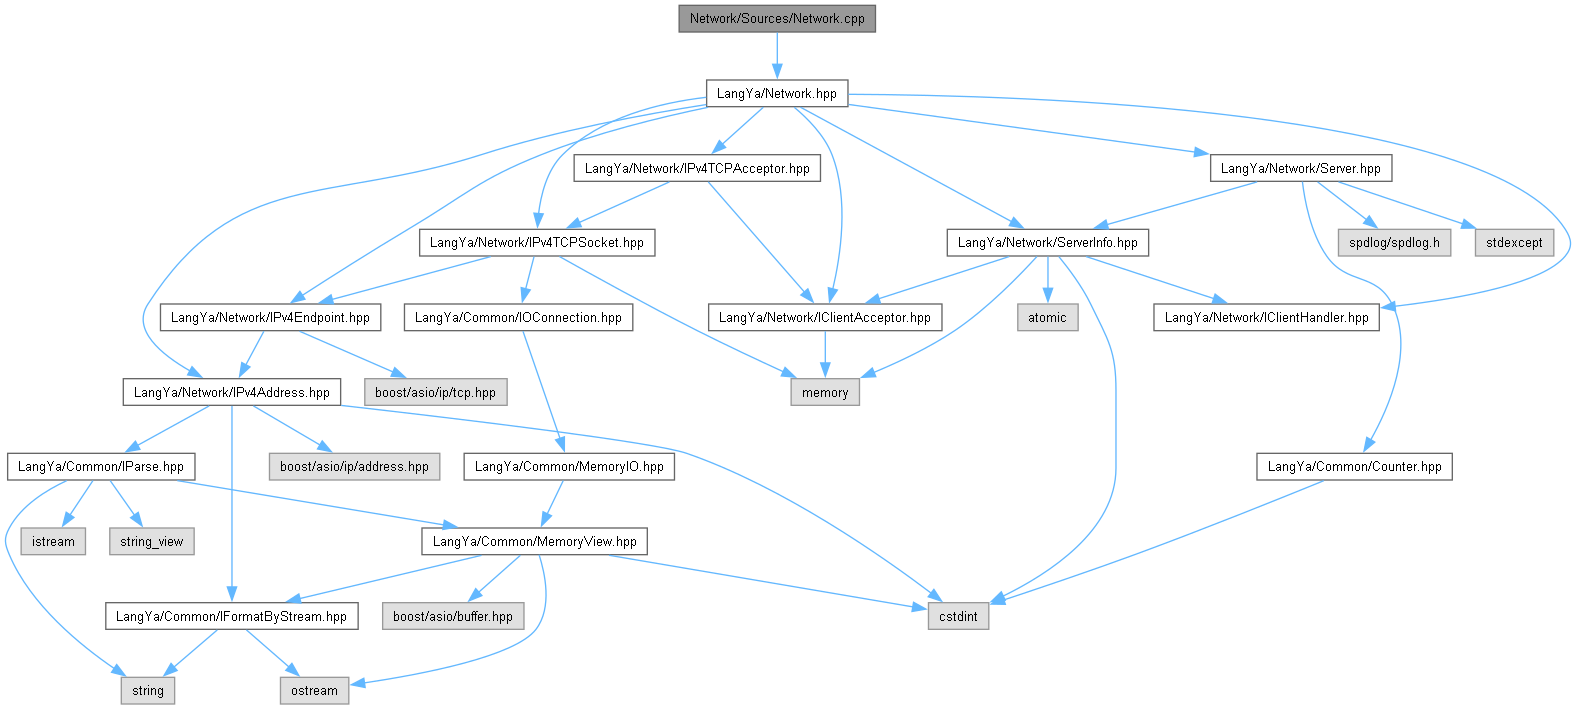 Network/Sources/Network.cpp
LangYa/Network.hpp
LangYa/Network/IPv4TCPAcceptor.hpp
LangYa/Network/Server.hpp
LangYa/Network/IPv4TCPSocket.hpp
LangYa/Network/ServerInfo.hpp
spdlog/spdlog.h
stdexcept
LangYa/Network/IPv4Endpoint.hpp
LangYa/Common/IOConnection.hpp
LangYa/Network/IClientAcceptor.hpp
atomic
LangYa/Network/IClientHandler.hpp
LangYa/Network/IPv4Address.hpp
boost/asio/ip/tcp.hpp
memory
LangYa/Common/IParse.hpp
boost/asio/ip/address.hpp
LangYa/Common/MemoryIO.hpp
LangYa/Common/Counter.hpp
istream
string_view
LangYa/Common/MemoryView.hpp
LangYa/Common/IFormatByStream.hpp
boost/asio/buffer.hpp
cstdint
string
ostream